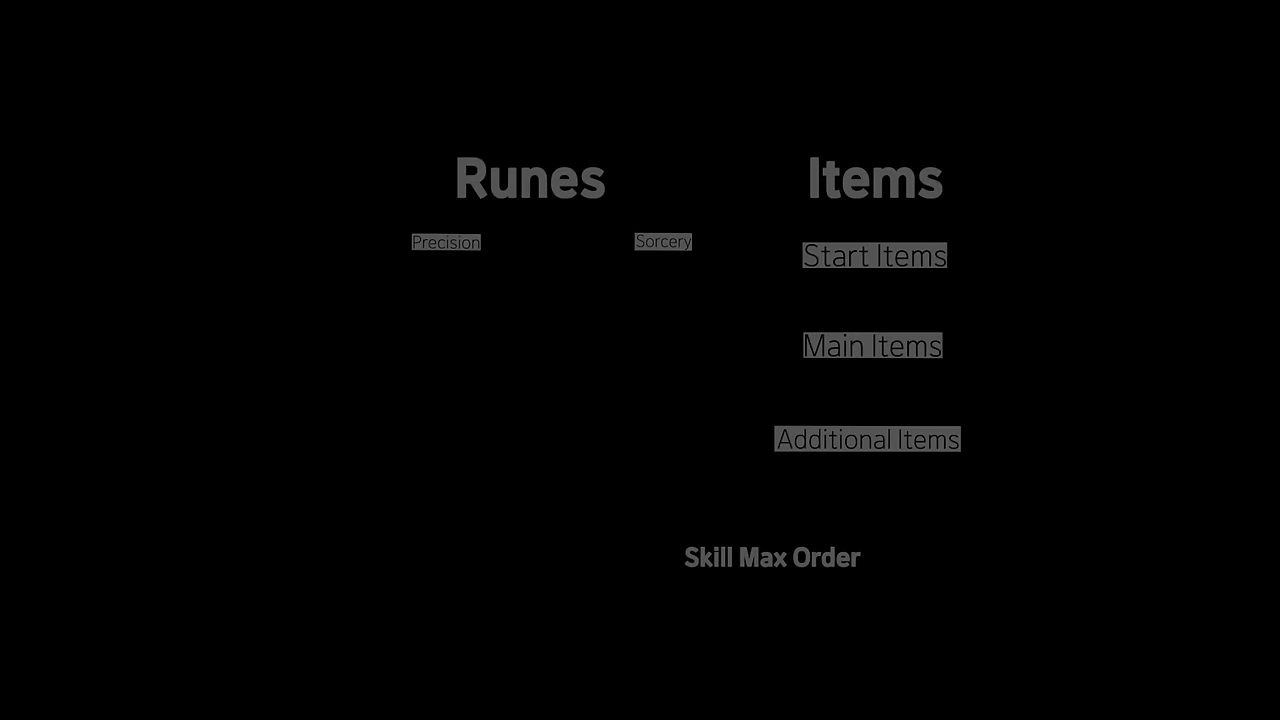 Runes
Items
Precision
Sorcery
Start Items
Main Items
Additional Items
Skill Max Order